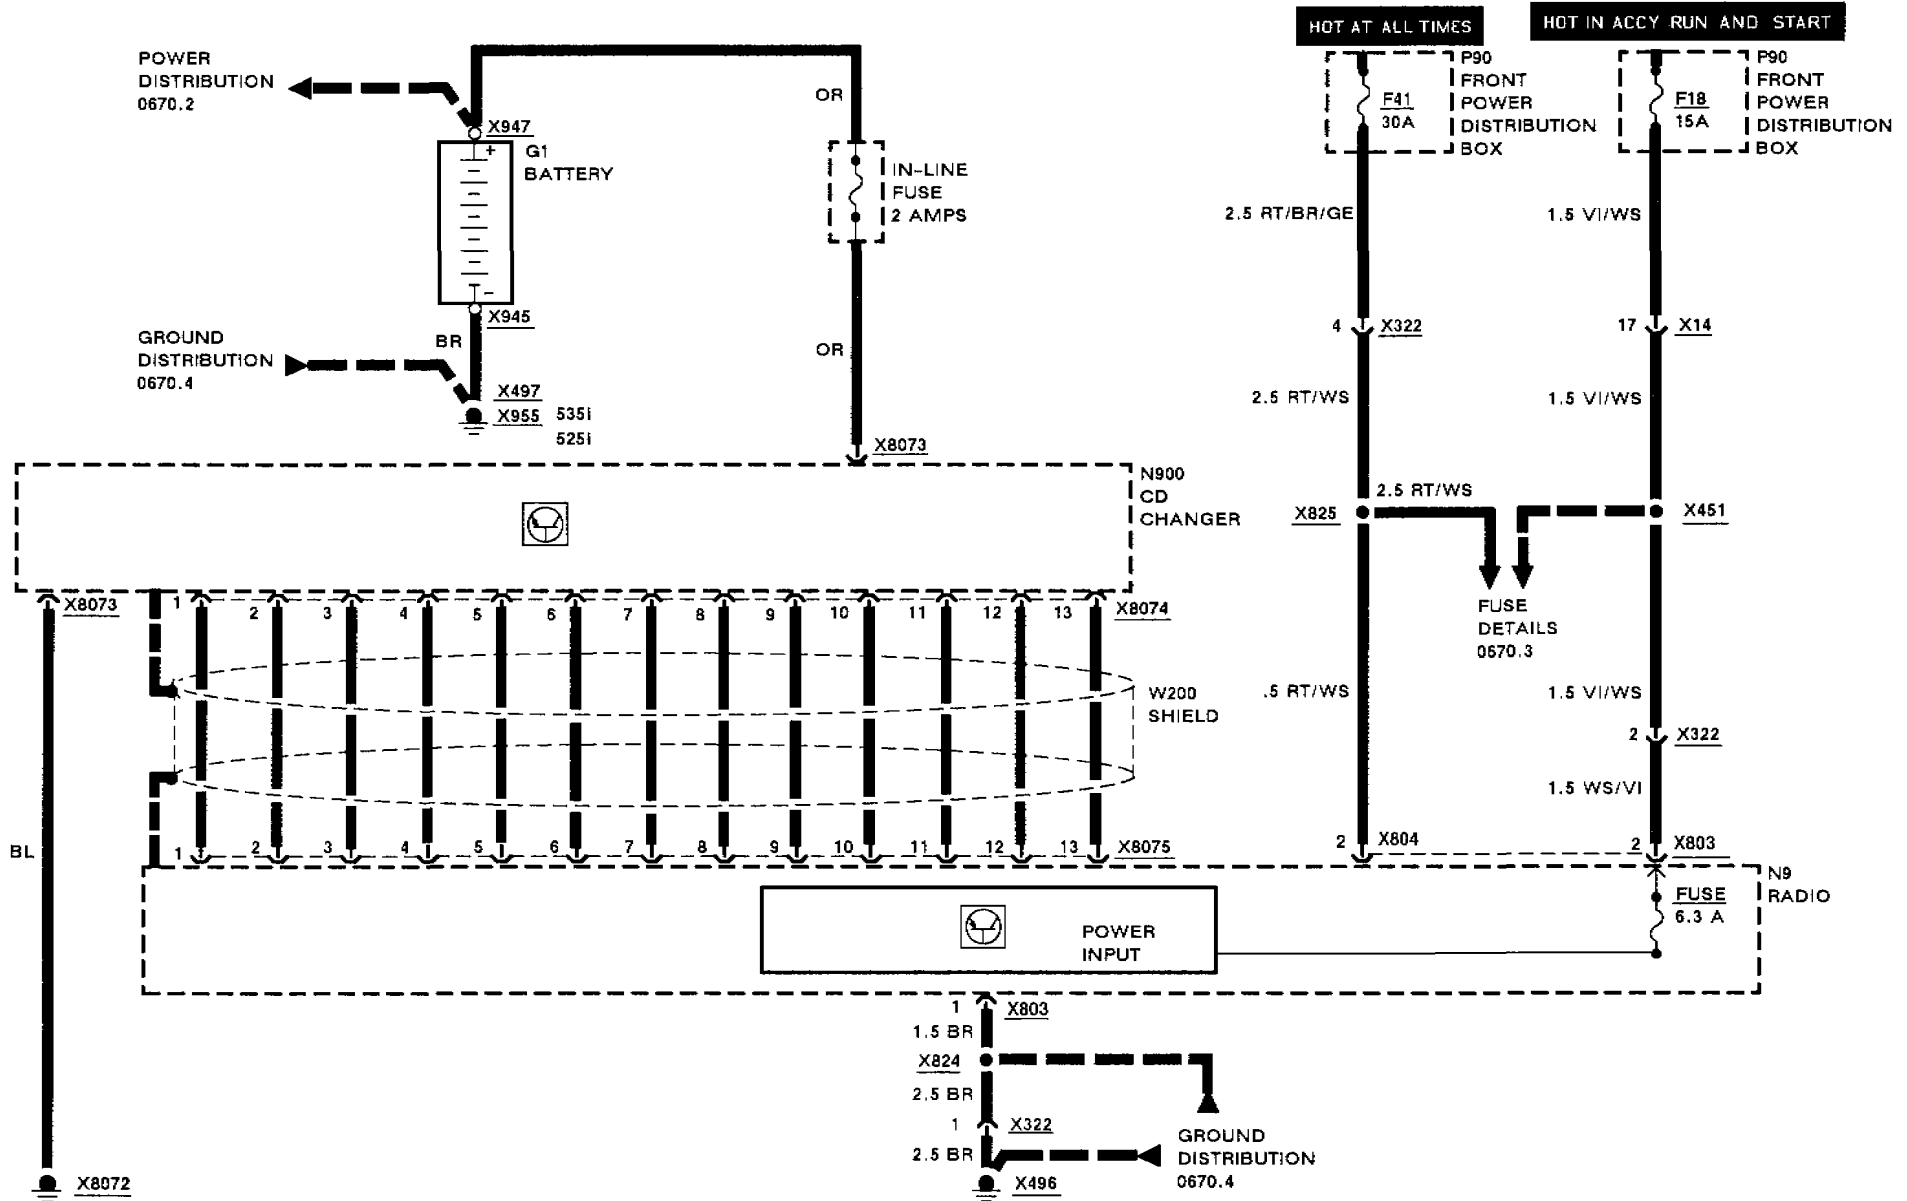 HOT AT ALL TIMES
HOT IN ACCY RUN AND START
POWER
DISTRIBUTION
0670.2
X947
+
G1
BATTERY
-
X945
BR
GROUND
DISTRIBUTION
0670.4
X497
X955
535i
525i
OR
IN-LINE
FUSE
2 AMPS
OR
X8073
P90
FRONT
POWER
DISTRIBUTION
BOX
F41
30A
P90
FRONT
POWER
DISTRIBUTION
BOX
F18
15A
2.5 RT/BR/GE
1.5 VI/WS
4 X322
17 X14
2.5 RT/WS
1.5 VI/WS
N900
CD
CHANGER
2.5 RT/WS
X825
X451
FUSE
DETAILS
0670.3
X8073
1 2 3 4 5 6 7 8 9 10 11 12 13 X8074
W200
SHIELD
.5 RT/WS
1.5 VI/WS
2 X322
1.5 WS/VI
BL
1 2 3 4 5 6 7 8 9 10 11 12 13 X8075
2 X804
2 X803
N9
RADIO
FUSE
6.3 A
POWER
INPUT
1 X803
1.5 BR
X824
2.5 BR
1 X322
2.5 BR
GROUND
DISTRIBUTION
0670.4
X8072
X496